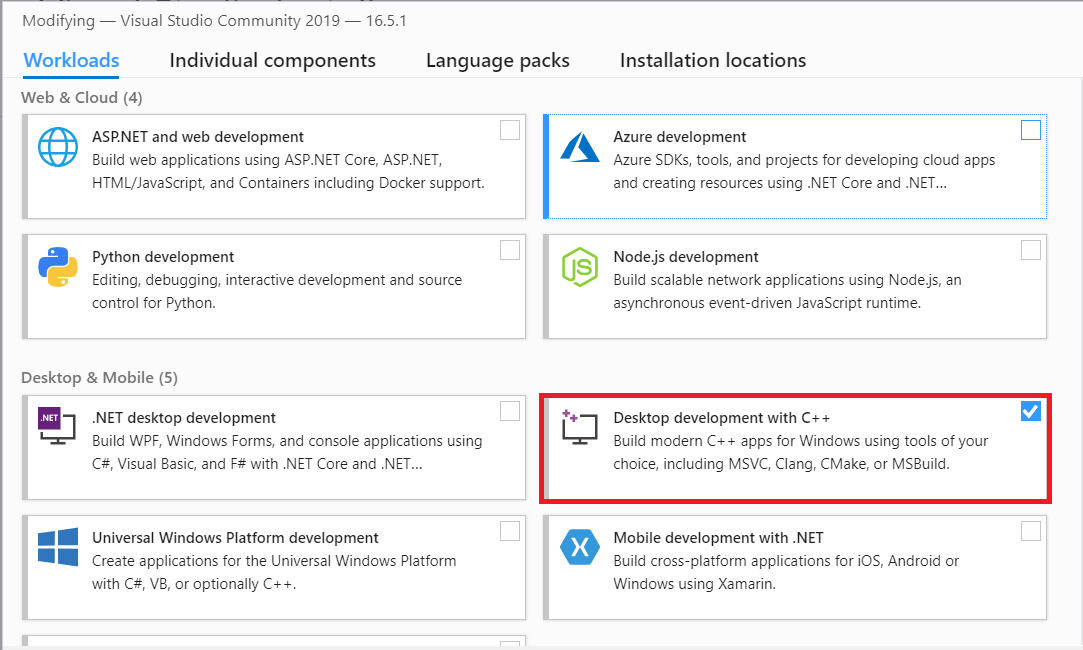 Modifying — Visual Studio Community 2019 — 16.5.1
Workloads Individual components Language packs Installation locations
Web & Cloud (4)
ASP.NET and web development
Build web applications using ASP.NET Core, ASP.NET,
HTML/JavaScript, and Containers including Docker support.
Azure development
Azure SDKs, tools, and projects for developing cloud apps
and creating resources using .NET Core and .NET...
Python development
Editing, debugging, interactive development and source
control for Python.
JS
Node.js development
Build scalable network applications using Node.js, an
asynchronous event-driven JavaScript runtime.
Desktop & Mobile (5)
.NET
.NET desktop development
Build WPF, Windows Forms, and console applications using
C#, Visual Basic, and F# with .NET Core and .NET...
Desktop development with C++
Build modern C++ apps for Windows using tools of your
choice, including MSVC, Clang, CMake, or MSBuild.
Universal Windows Platform development
Create applications for the Universal Windows Platform
with C#, VB, or optionally C++.
Mobile development with .NET
Build cross-platform applications for iOS, Android or
Windows using Xamarin.